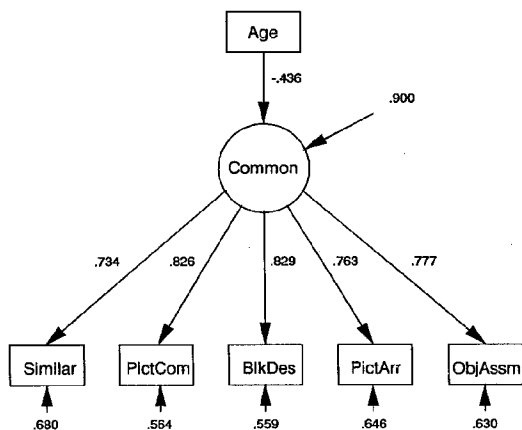 Age
-.436
.900
Common
.734 .826 .829 .763 .777
Similar PictCom BlkDes PictArr ObjAssm
.680 .564 .559 .646 .630